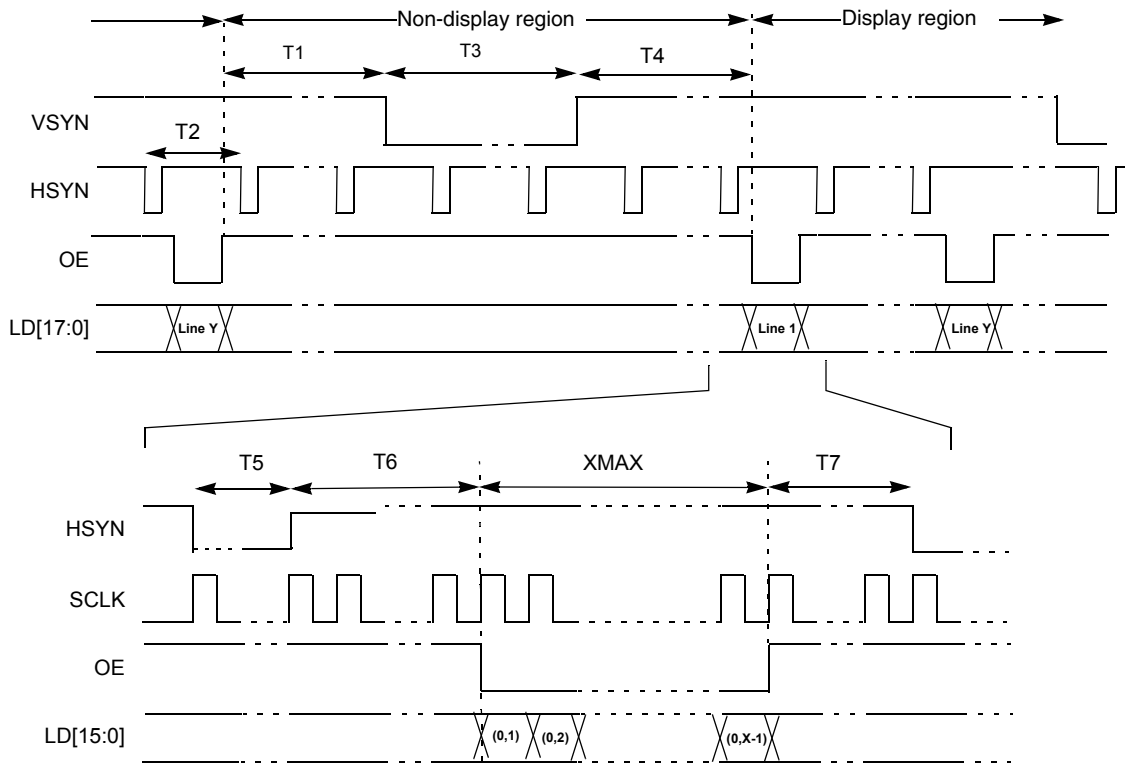 Non-display region
Display region
T1
T3
T4
VSYN
T2
HSYN
OE
LD[17:0]
Line Y
Line 1
Line Y
T5
T6
XMAX
T7
HSYN
SCLK
OE
LD[15:0]
(0,1)
(0,2)
(0,X-1)